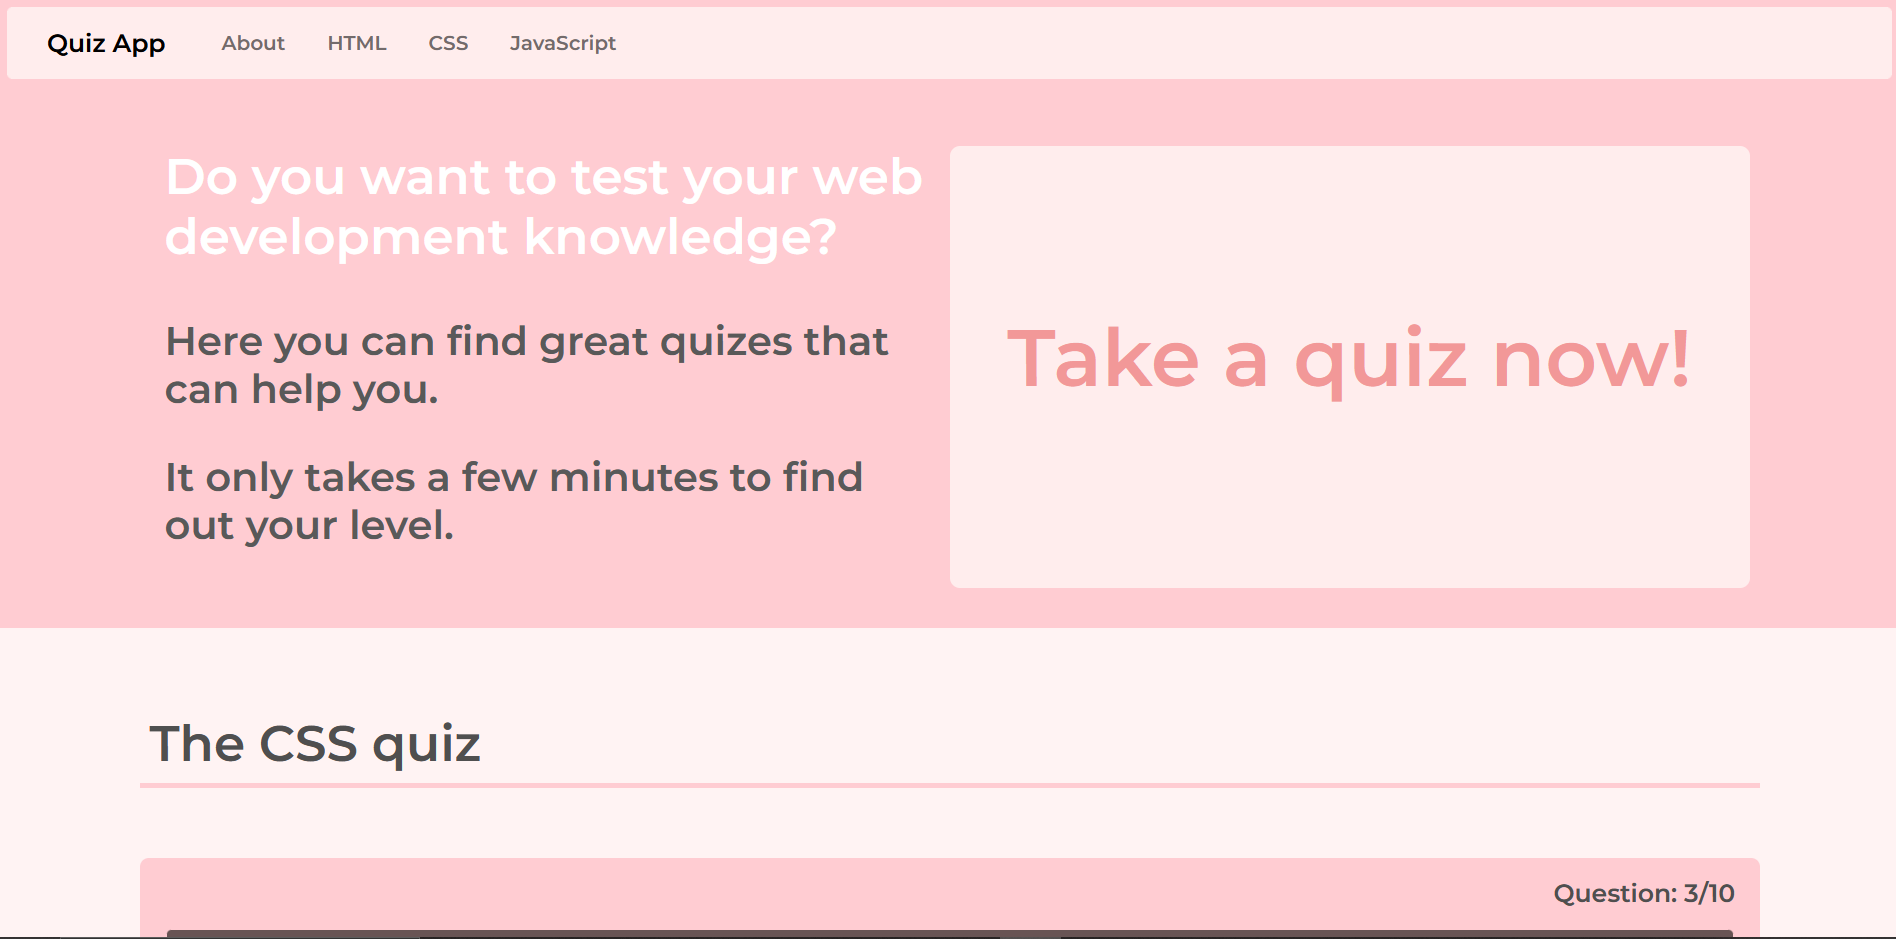 Quiz App About HTML CSS JavaScript
Do you want to test your web
development knowledge?
Here you can find great quizes that
can help you.
It only takes a few minutes to find
out your level.
Take a quiz now!
The CSS quiz
Question: 3/10